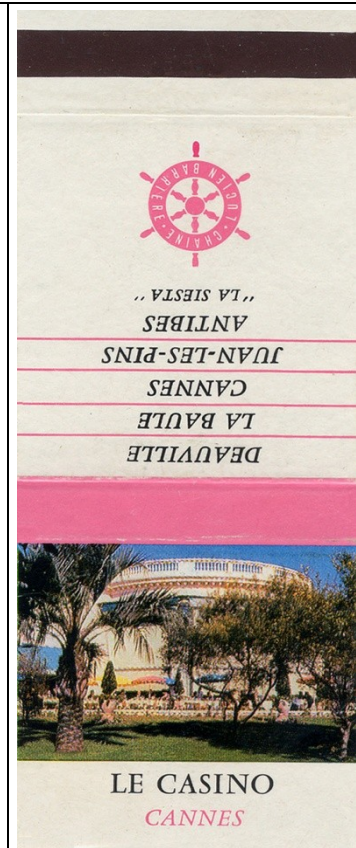 DEAUVILLE
LA BAULE
CANNES
JUAN-LES-PINS
ANTIBES
"LA SIESTA"
CHAINE LUCIEN BARRIERE
LE CASINO
CANNES